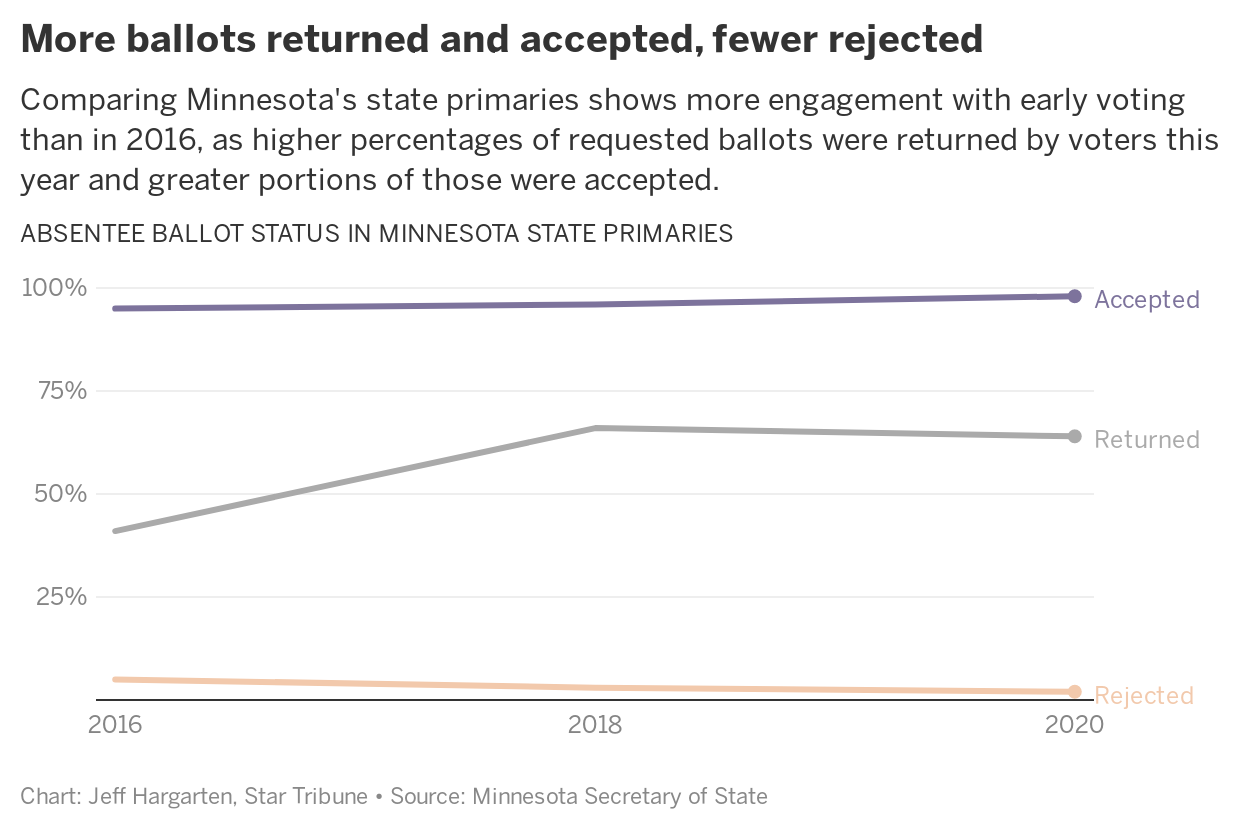 More ballots returned and accepted, fewer rejected
Comparing Minnesota's state primaries shows more engagement with early voting
than in 2016, as higher percentages of requested ballots were returned by voters this
year and greater portions of those were accepted.
ABSENTEE BALLOT STATUS IN MINNESOTA STATE PRIMARIES
100%
Accepted
75%
Returned
50%
25%
Rejected
2016 2018 2020
Chart: Jeff Hargarten, Star Tribune • Source: Minnesota Secretary of State